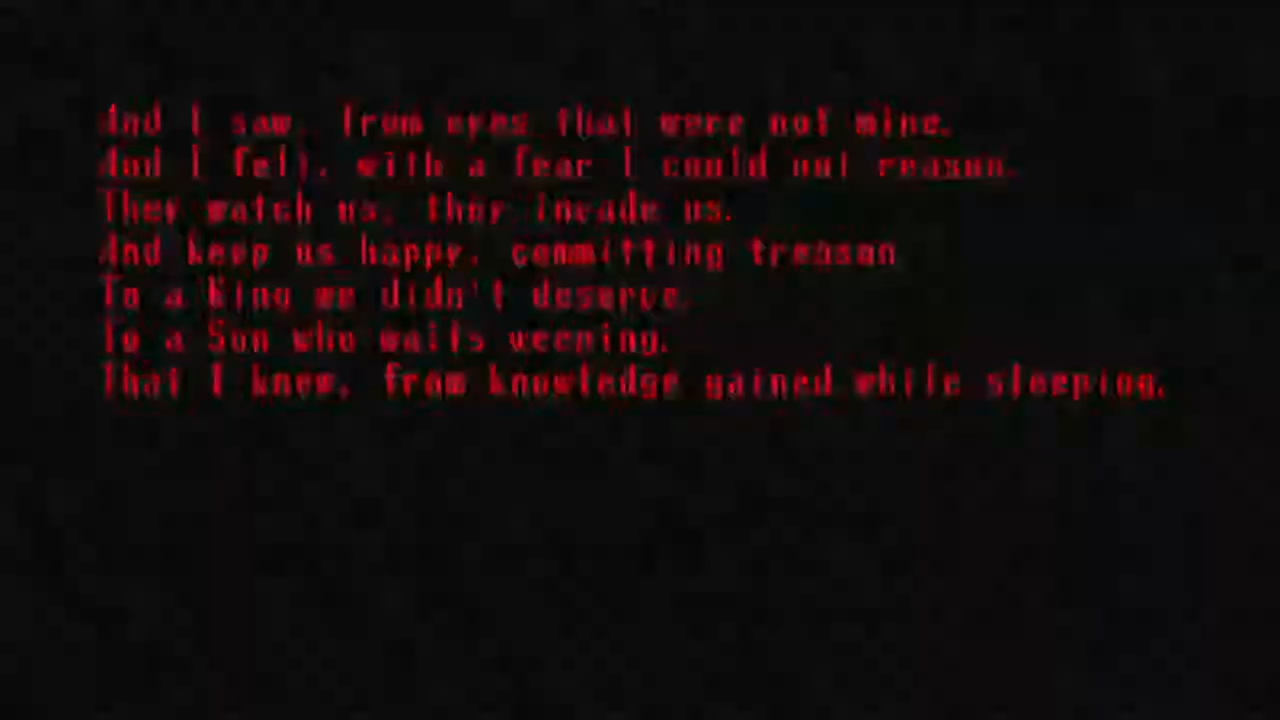 And I saw, from eyes that were not mine.
And I felt, with a fear I could not reason.
They watch us, they invade us.
And keep us happy, committing treason
To a King we didn't deserve.
To a Son who waits weeping.
That I knew, from knowledge gained while sleeping.